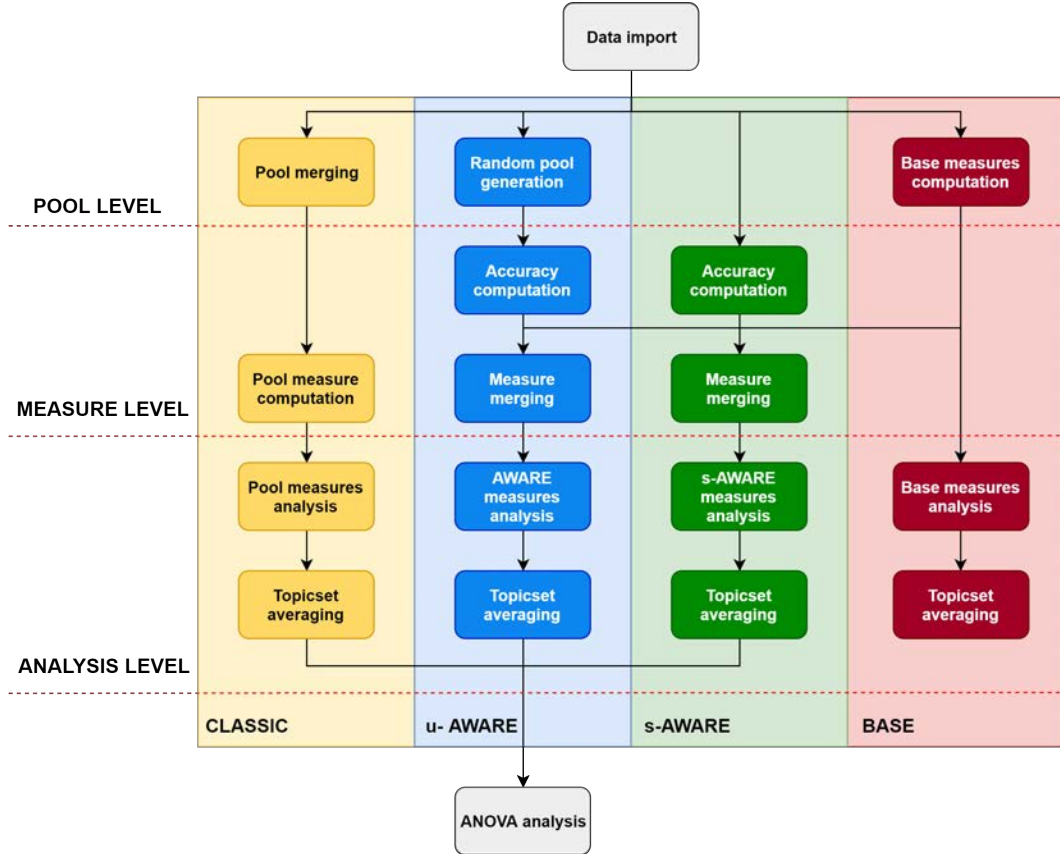 Data import
Pool merging
Random pool
generation
Base measures
computation
POOL LEVEL
Accuracy
computation
Accuracy
computation
Pool measure
computation
Measure
merging
Measure
merging
MEASURE LEVEL
Pool measures
analysis
AWARE
measures
analysis
s-AWARE
measures
analysis
Base measures
analysis
Topicset
averaging
Topicset
averaging
Topicset
averaging
Topicset
averaging
ANALYSIS LEVEL
CLASSIC
u- AWARE
s-AWARE
BASE
ANOVA analysis